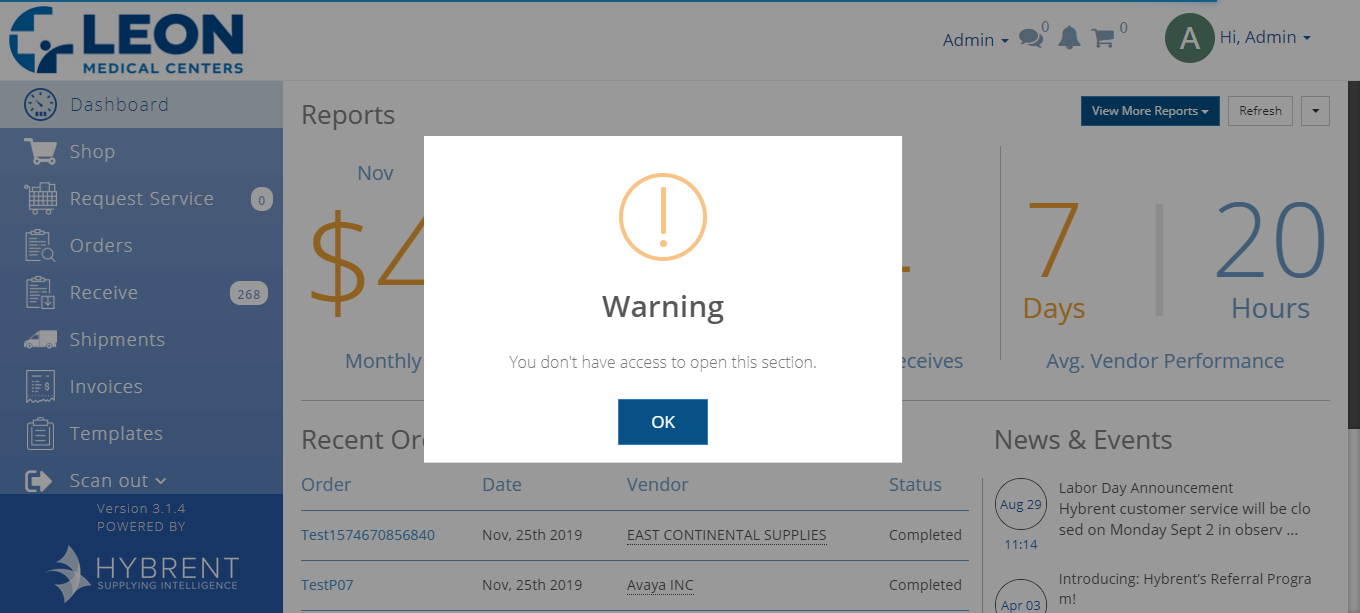 LEON
MEDICAL CENTERS
Admin
0
0
A
Hi, Admin
Dashboard
Shop
Request Service
0
Orders
Receive
268
Shipments
Invoices
Templates
Scan out
Version 3.1.4
POWERED BY
HYBRENT
SUPPLYING INTELLIGENCE
Reports
View More Reports
Refresh
Nov
$4
Monthly
7
Days
20
Hours
Avg. Vendor Performance
!
Warning
You don't have access to open this section.
OK
Order
Date
Vendor
Status
Test1574670856840
Nov, 25th 2019
EAST CONTINENTAL SUPPLIES
Completed
TestP07
Nov, 25th 2019
Avaya INC
Completed
Recent
News & Events
Aug 29
11:14
Labor Day Announcement
Hybrent customer service will be clo
sed on Monday Sept 2 in observ ...
Apr 03
Introducing: Hybrent's Referral Progra
m!